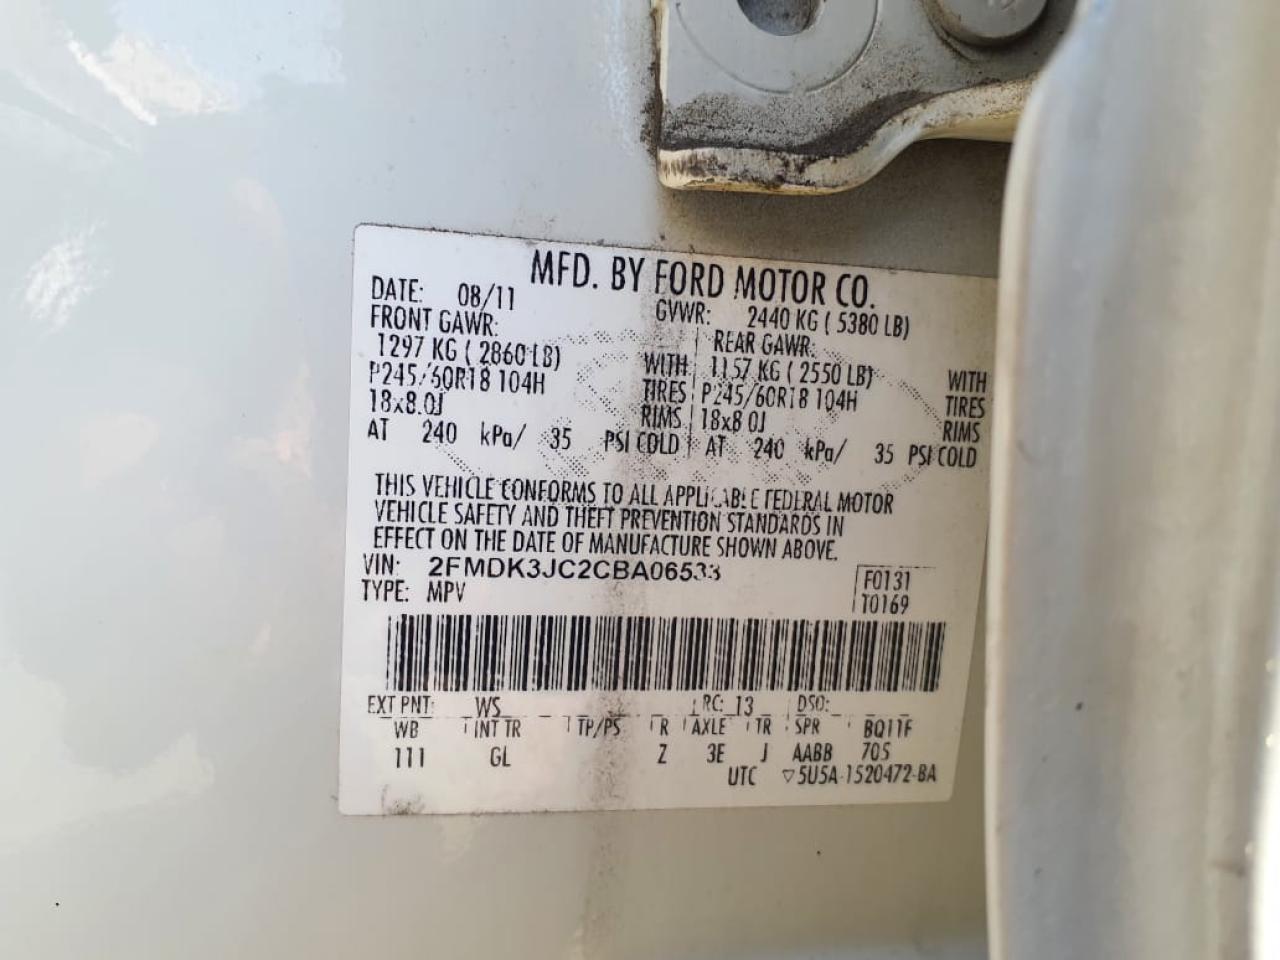 MFD. BY FORD MOTOR CO.
DATE: 08/11 GVWR: 2440 KG ( 5380 LB)
FRONT GAWR: REAR GAWR:
1297 KG ( 2860 LB) WITH 1157 KG ( 2550 LB) WITH
P245/60R18 104H TIRES P245/60R18 104H TIRES
18x8.0J RIMS 18x8.0J RIMS
AT 240 kPa/ 35 PSI COLD AT 240 kPa/ 35 PSI COLD
THIS VEHICLE CONFORMS TO ALL APPLICABLE FEDERAL MOTOR
VEHICLE SAFETY AND THEFT PREVENTION STANDARDS IN
EFFECT ON THE DATE OF MANUFACTURE SHOWN ABOVE.
VIN: 2FMDK3JC2CBA06533 F0131
TYPE: MPV T0169
EXT PNT: WS RC: 13 DSO:
WB INT TR TP/PS R AXLE TR SPR BQ11F
111 GL Z 3E J AABB 705
UTC ▽5U5A-1520472-BA